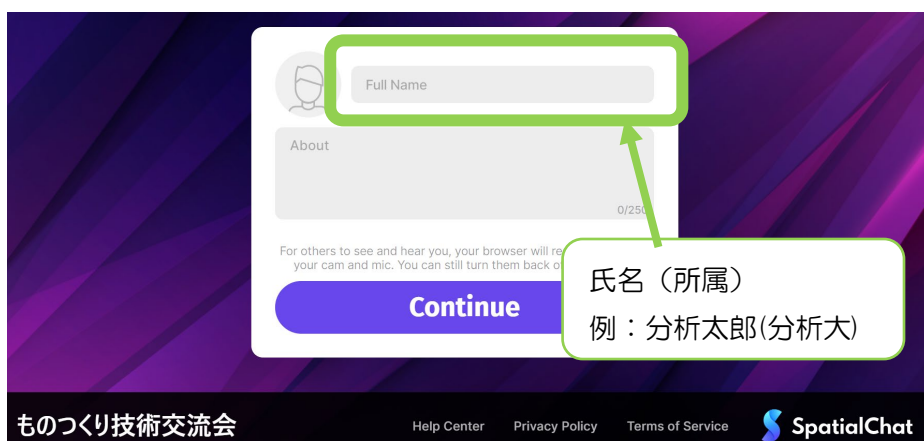 Full Name
About
0/250
For others to see and hear you, your browser will re
your cam and mic. You can still turn them back o
Continue
氏名（所属）
例：分析太郎(分析大)
ものつくり技術交流会
Help Center
Privacy Policy
Terms of Service
SpatialChat